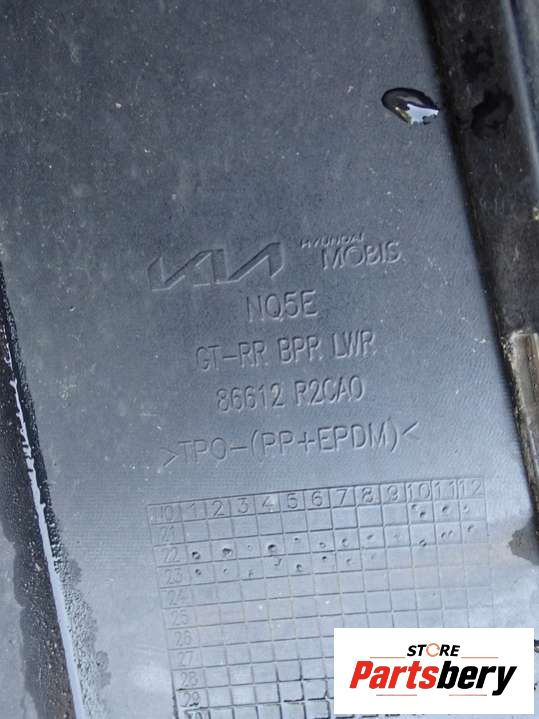 KIA HYUNDAI MOBIS
NQ5E
GT-RR BPR LWR
86612 R2CA0
>TPO-(PP+EPDM)<
NO 1 2 3 4 5 6 7 8 9 10 11 12
21
22
23
24
25
26
27
28
29
STORE
Partsbery